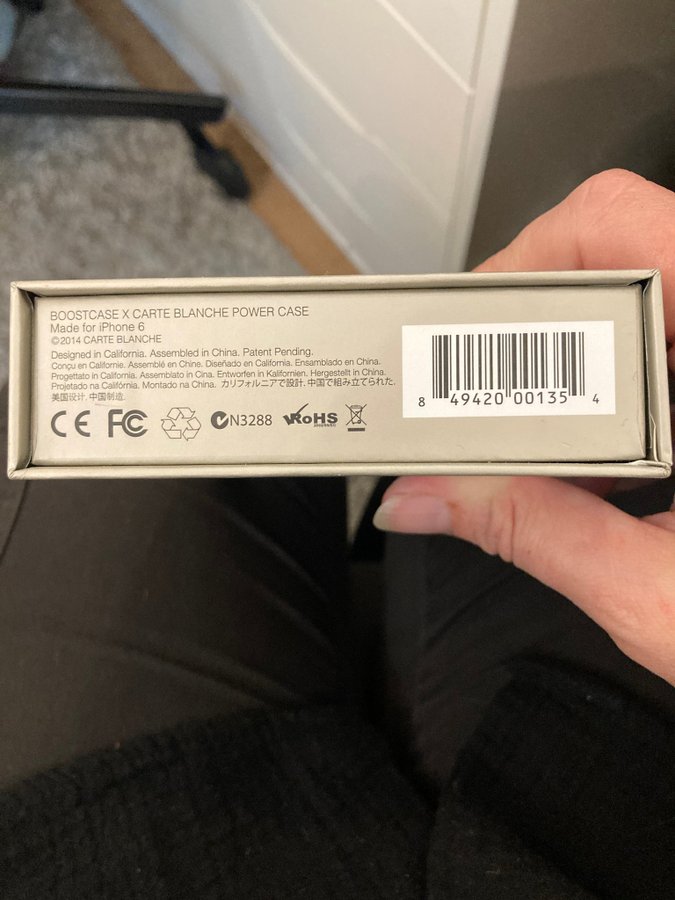 BOOSTCASE X CARTE BLANCHE POWER CASE
Made for iPhone 6
©2014 CARTE BLANCHE
Designed in California. Assembled in China. Patent Pending.
Conçu en Californie. Assemblé en Chine. Diseñado en California. Ensamblado en China.
Progettato in California. Assemblato in Cina. Entworfen in Kalifornien. Hergestellt in China.
Projetado na Califórnia. Montado na China. カリフォルニアで設計. 中国で組み立てられた.
美国设计. 中国制造.
CE FC N3288 RoHS
8 49420 00135 4